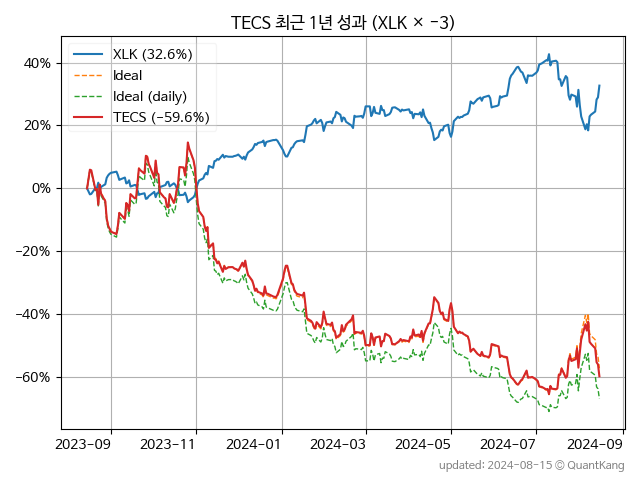 TECS 최근 1년 성과 (XLK × −3)
XLK (32.6%)
Ideal
Ideal (daily)
TECS (−59.6%)
40%
20%
0%
−20%
−40%
−60%
2023−09
2023−11
2024−01
2024−03
2024−05
2024−07
2024−09
updated: 2024−08−15 © QuantKang